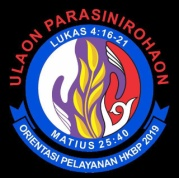 ULAON PARASINIROHAON
LUKAS 4:16-21
MATIUS 25:40
ORIENTASI PELAYANAN HKBP 2019